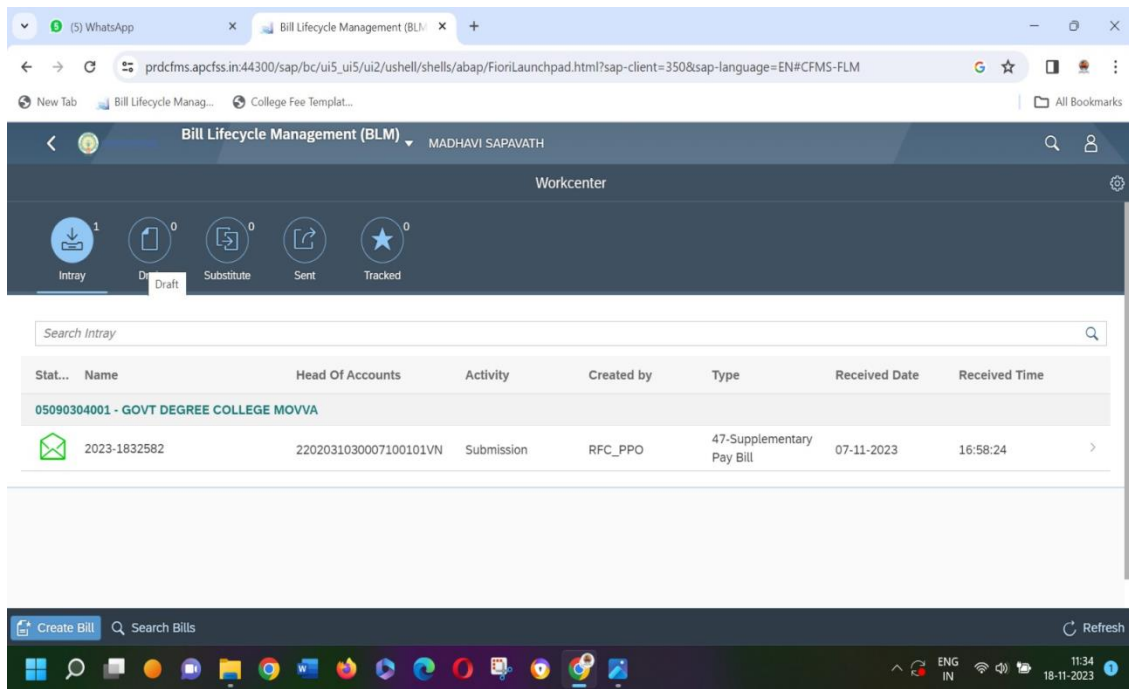 (5) WhatsApp
Bill Lifecycle Management (BLM
prdcfms.apcfss.in:44300/sap/bc/ui5_ui5/ui2/ushell/shells/abap/FioriLaunchpad.html?sap-client=350&sap-language=EN#CFMS-FLM
New Tab Bill Lifecycle Manag... College Fee Templat... All Bookmarks
Bill Lifecycle Management (BLM) MADHAVI SAPAVATH
Workcenter
1 0 0 0
Intray Substitute Sent Tracked
Draft
Search Intray
Stat... Name Head Of Accounts Activity Created by Type Received Date Received Time
05090304001 - GOVT DEGREE COLLEGE MOVVA
2023-1832582 2202031030007100101VN Submission RFC_PPO 47-Supplementary 07-11-2023 16:58:24
Pay Bill
Create Bill Search Bills Refresh
ENG 11:34
IN 18-11-2023 1